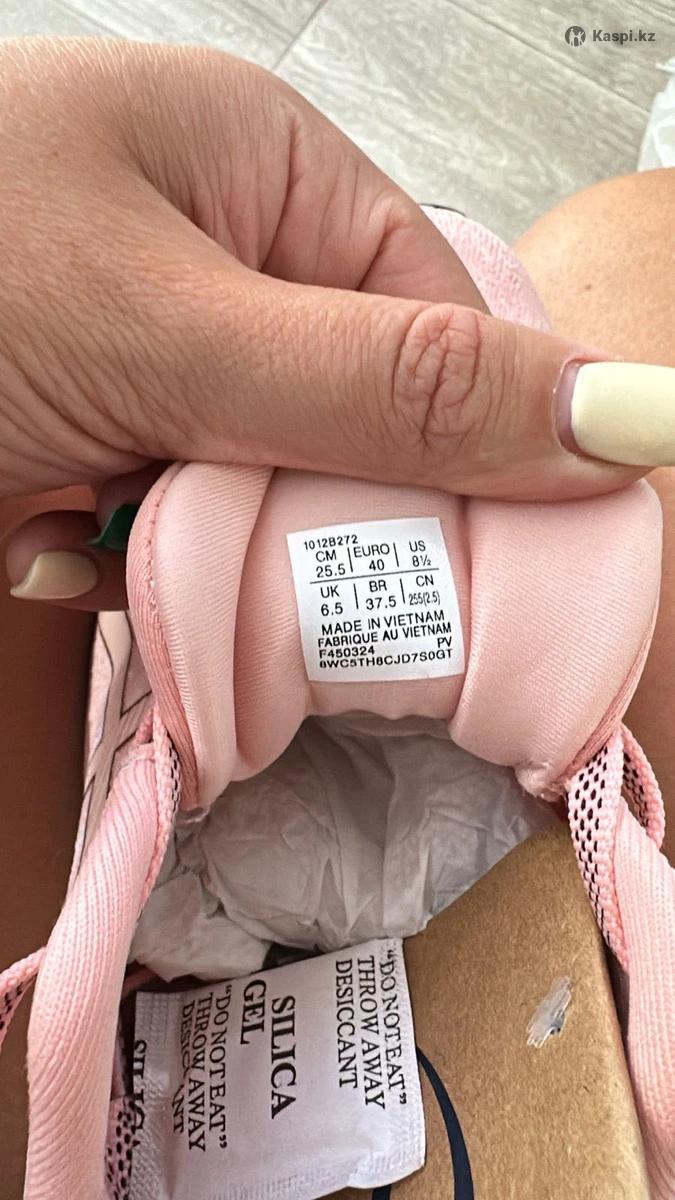 Kaspi.kz
1012B272
CM EURO US
25.5 40 8½
UK BR CN
6.5 37.5 255(2.5)
MADE IN VIETNAM
FABRIQUE AU VIETNAM
F450324 PV
8WC5TH8CJD7S0GT
"DO NOT EAT"
THROW AWAY
DESICCANT
SILICA
GEL
"DO NOT EAT"
THROW AWAY